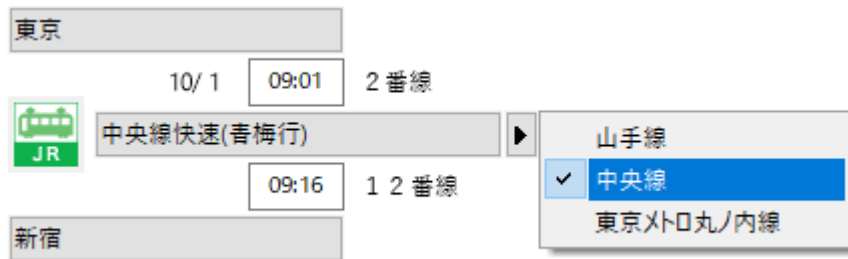 東京
10/ 1 09:01 2番線
JR 中央線快速(青梅行)
山手線
中央線
東京メトロ丸ノ内線
09:16 1 2番線
新宿